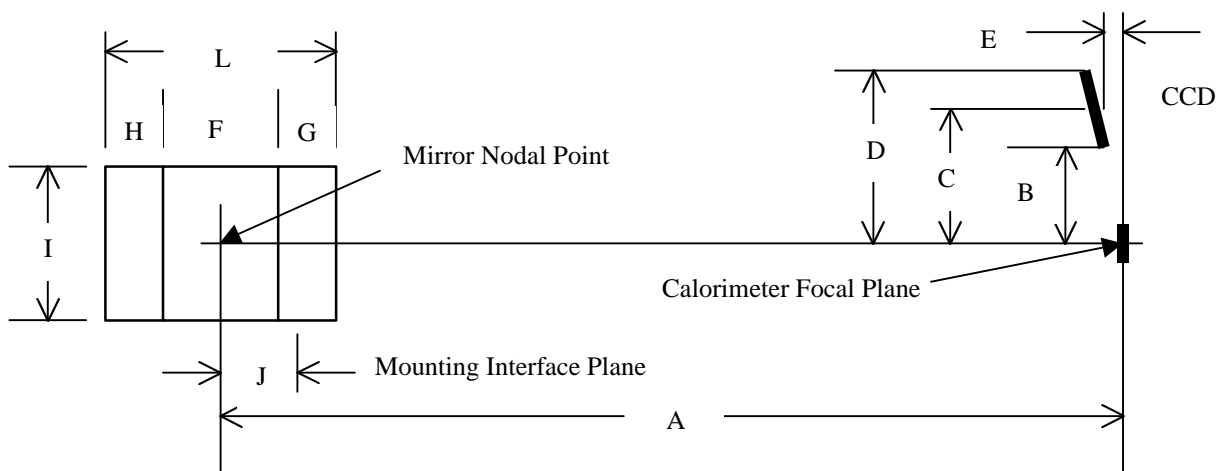 E
L
CCD
H F G
D
Mirror Nodal Point
C
B
I
Calorimeter Focal Plane
J
Mounting Interface Plane
A